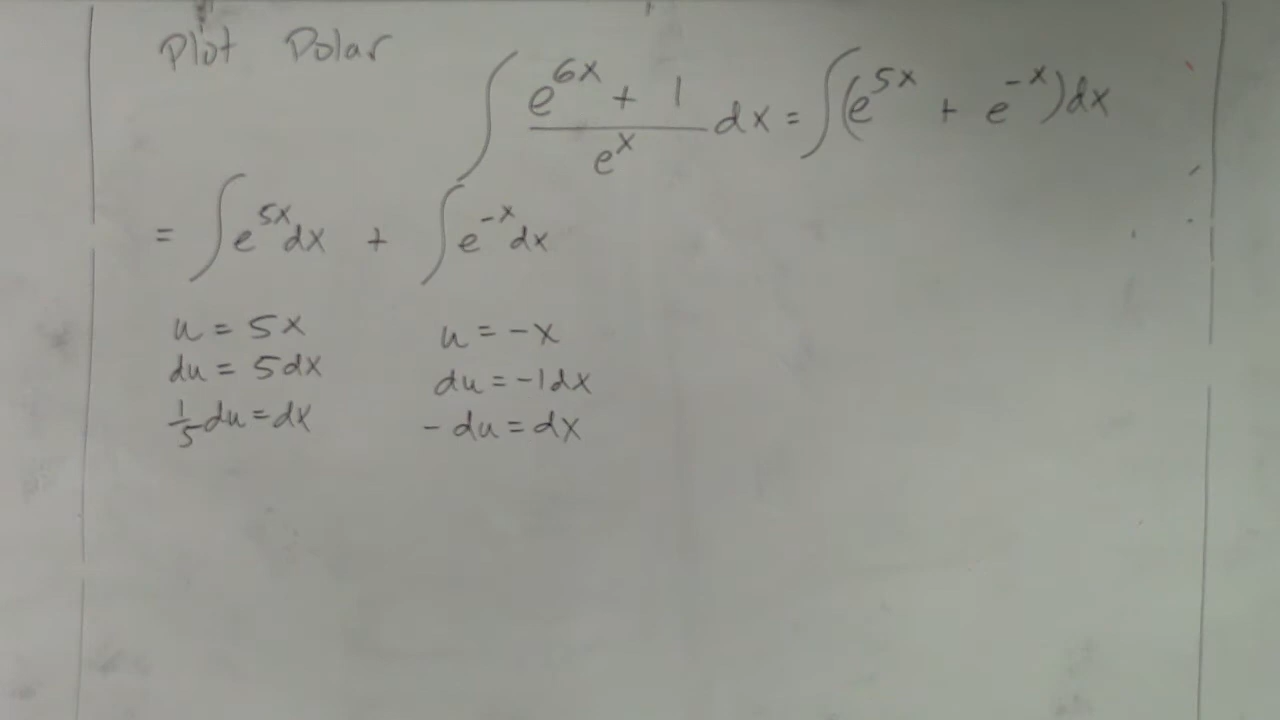 Plot Polar
∫ (e^{6x} + 1)/e^x dx = ∫(e^{5x} + e^{-x})dx
= ∫e^{5x}dx + ∫e^{-x}dx
u = 5x u = -x
du = 5dx du = -1dx
1/5 du = dx - du = dx